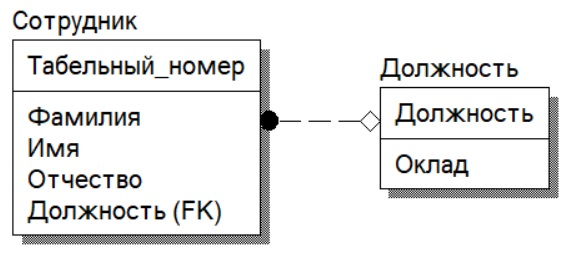 Сотрудник
Табельный_номер
Фамилия
Имя
Отчество
Должность (FK)
Должность
Должность
Оклад